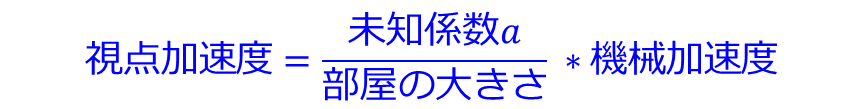 視点加速度 = 未知係数a / 部屋の大きさ * 機械加速度